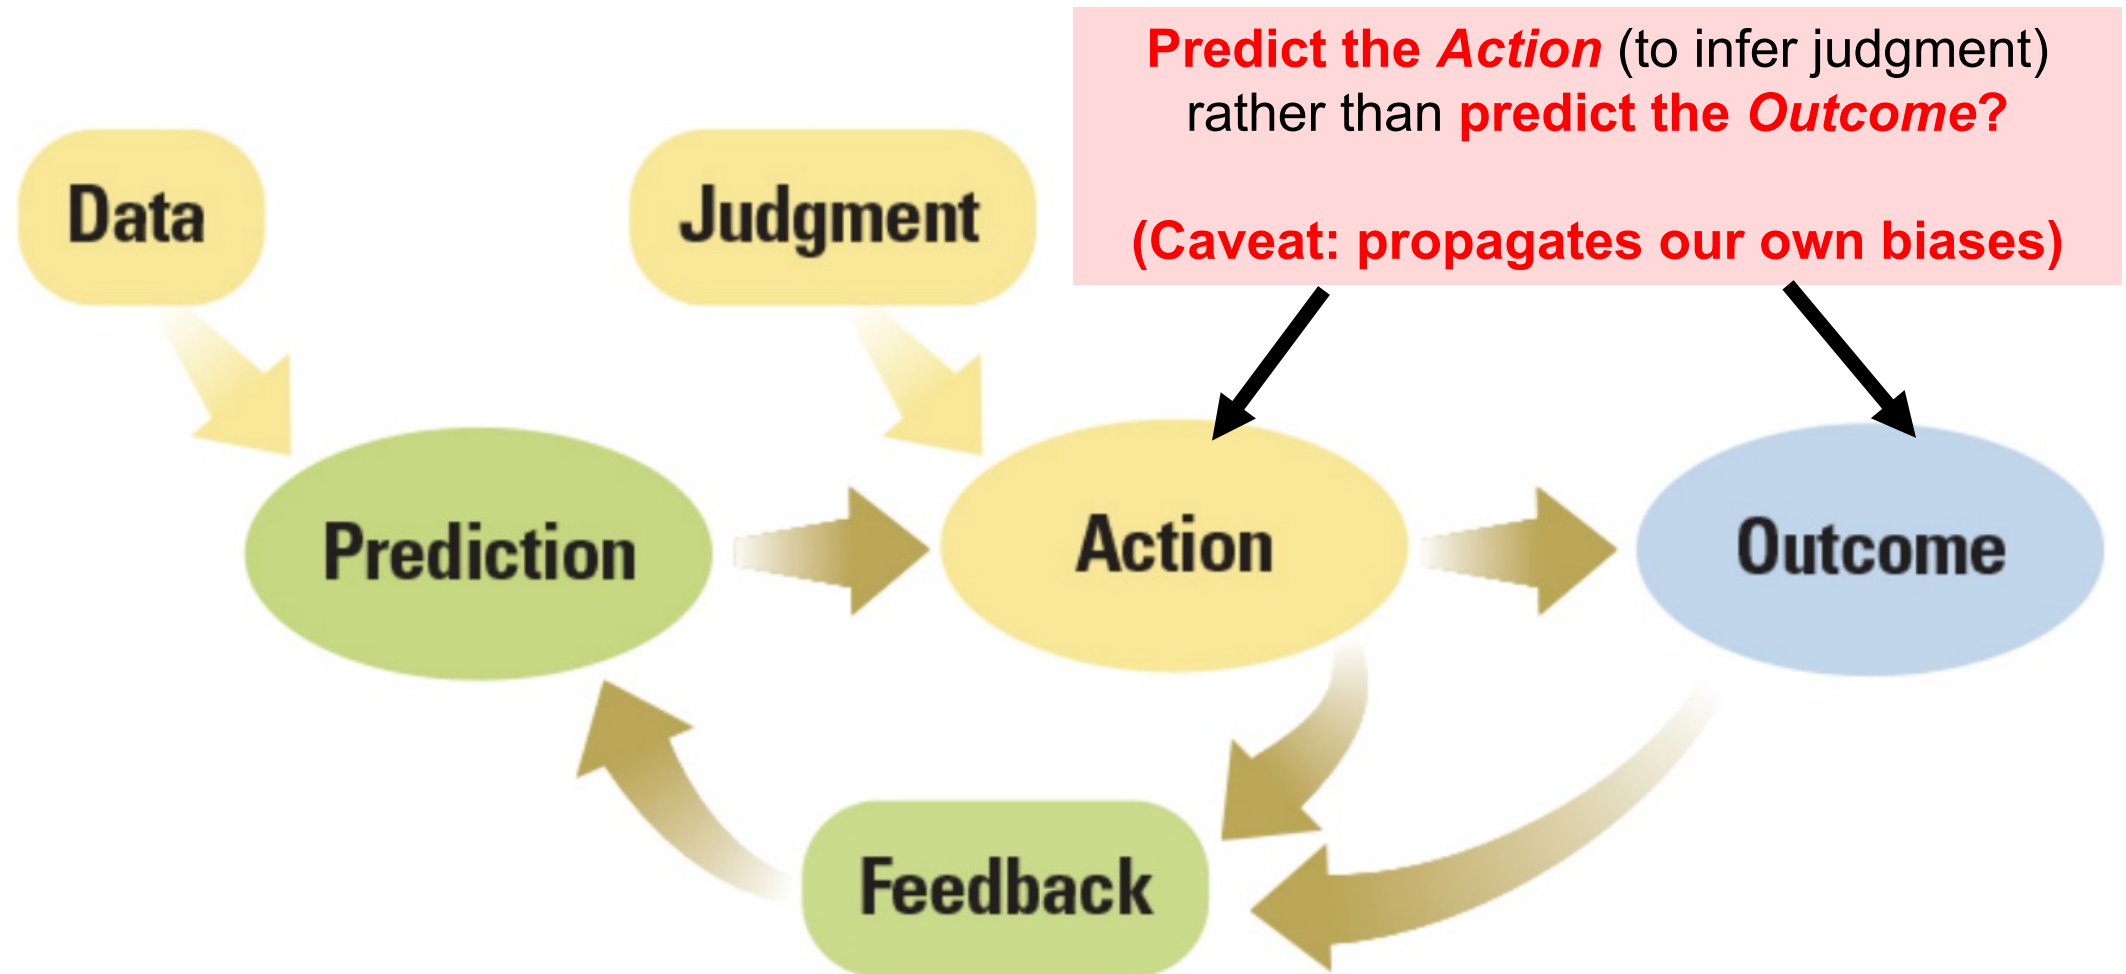 Predict the Action (to infer judgment)
rather than predict the Outcome?
(Caveat: propagates our own biases)
Data
Judgment
Prediction
Action
Outcome
Feedback